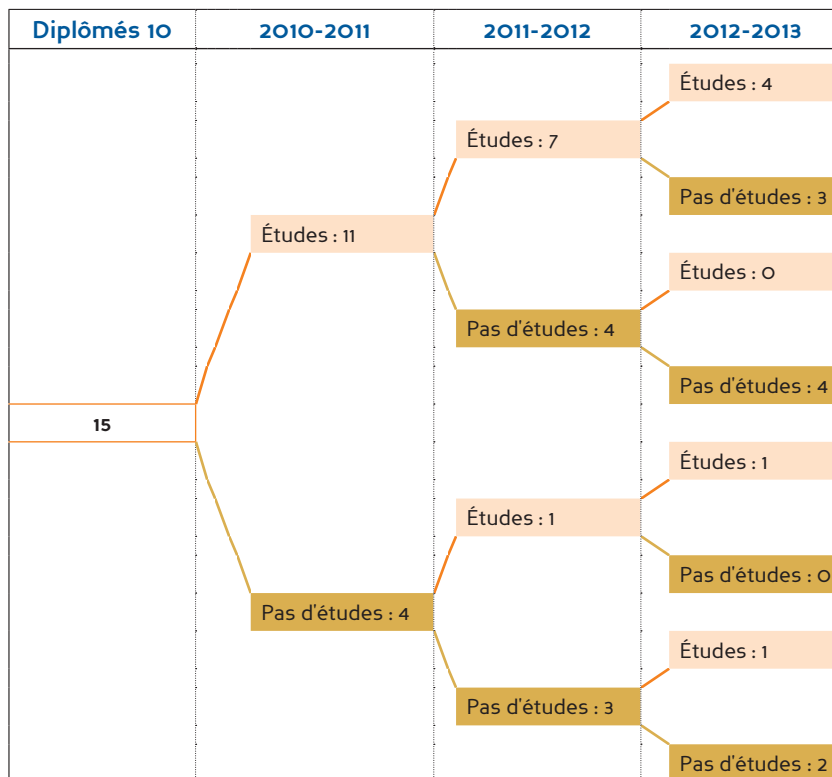 Diplômés 10 2010-2011 2011-2012 2012-2013
Études : 4
Études : 7
Pas d'études : 3
Études : 11
Études : 0
Pas d'études : 4
Pas d'études : 4
15
Études : 1
Études : 1
Pas d'études : 0
Pas d'études : 4
Études : 1
Pas d'études : 3
Pas d'études : 2